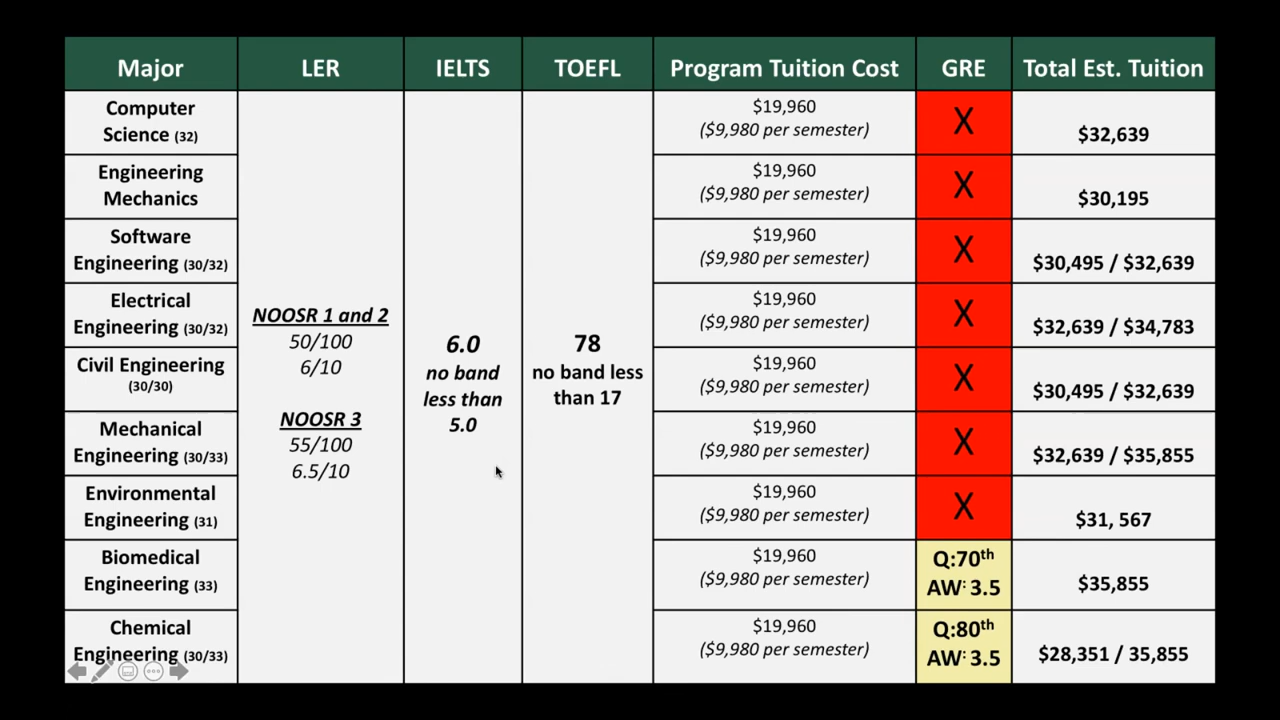 Major LER IELTS TOEFL Program Tuition Cost GRE Total Est. Tuition
Computer
Science (32)
$19,960
($9,980 per semester)
X
$32,639
Engineering
Mechanics
$19,960
($9,980 per semester)
X
$30,195
Software
Engineering (30/32)
$19,960
($9,980 per semester)
X
$30,495 / $32,639
Electrical
Engineering (30/32)
$19,960
($9,980 per semester)
X
$32,639 / $34,783
Civil Engineering
(30/30)
$19,960
($9,980 per semester)
X
$30,495 / $32,639
Mechanical
Engineering (30/33)
$19,960
($9,980 per semester)
X
$32,639 / $35,855
Environmental
Engineering (31)
$19,960
($9,980 per semester)
X
$31, 567
Biomedical
Engineering (33)
$19,960
($9,980 per semester)
Q:70th
AW: 3.5
$35,855
Chemical
Engineering (30/33)
$19,960
($9,980 per semester)
Q:80th
AW: 3.5
$28,351 / 35,855
NOOSR 1 and 2
50/100
6/10
NOOSR 3
55/100
6.5/10
6.0
no band
less than
5.0
78
no band less
than 17